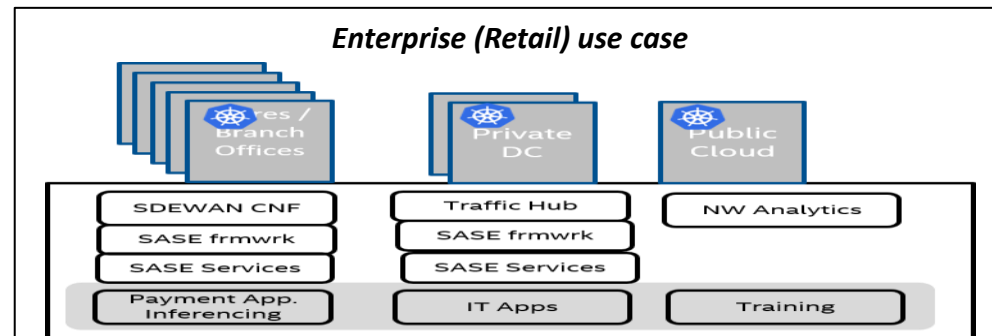 Enterprise (Retail) use case
res /
Branch
Offices
Private
DC
Public
Cloud
SDEWAN CNF
Traffic Hub
NW Analytics
SASE frmwrk
SASE frmwrk
SASE Services
SASE Services
Payment App.
Inferencing
IT Apps
Training